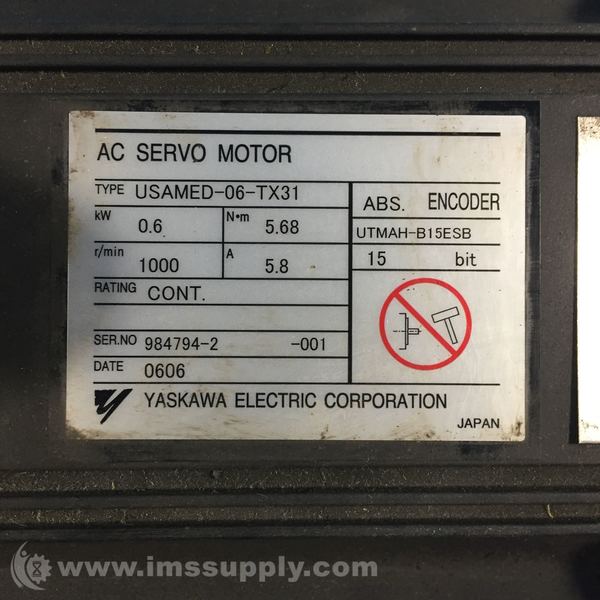 AC SERVO MOTOR
TYPE USAMED-06-TX31
kW 0.6 N•m 5.68
r/min 1000 A 5.8
RATING CONT.
SER.NO 984794-2 -001
DATE 0606
ABS. ENCODER
UTMAH-B15ESB
15 bit
YASKAWA ELECTRIC CORPORATION
JAPAN
www.imssupply.com